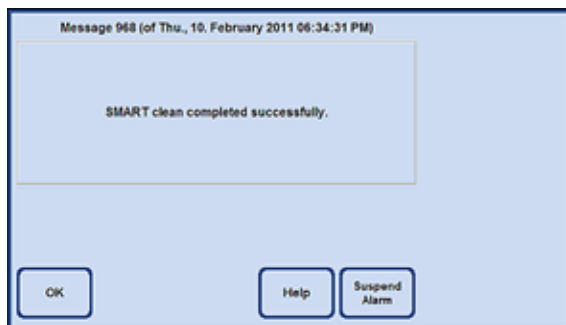 Message 968 (of Thu., 10. February 2011 06:34:31 PM)
SMART clean completed successfully.
OK
Help
Suspend
Alarm